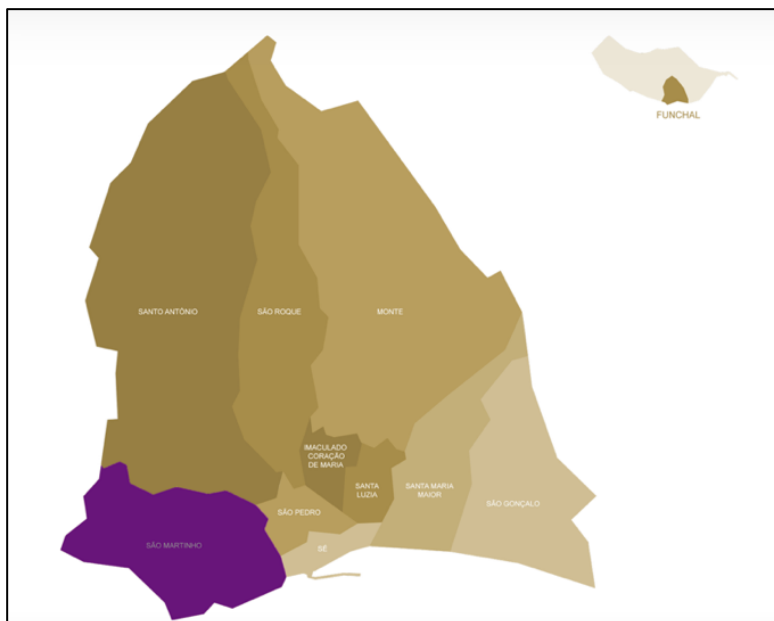 FUNCHAL
SANTO ANTÓNIO
SÃO ROQUE
MONTE
IMACULADO
CORAÇÃO
DE MARIA
SANTA
LUZIA
SANTA MARIA
MAIOR
SÃO GONÇALO
SÃO PEDRO
SÉ
SÃO MARTINHO